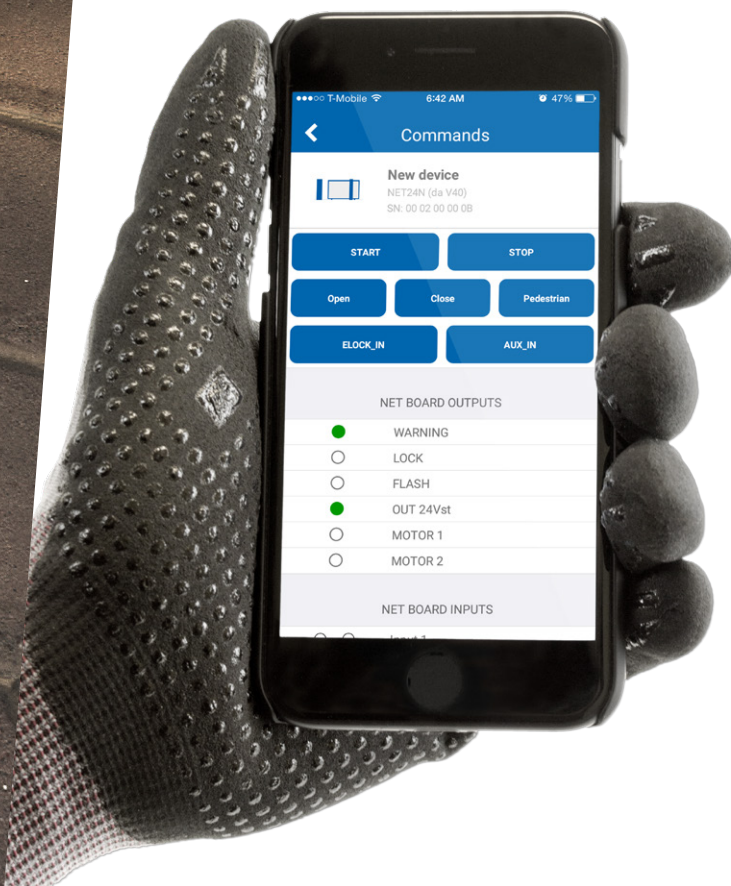 T-Mobile 6:42 AM 47%
Commands
New device
NET24N (da V40)
SN: 00 02 00 00 0B
START STOP
Open Close Pedestrian
ELOCK_IN AUX_IN
NET BOARD OUTPUTS
WARNING
LOCK
FLASH
OUT 24Vst
MOTOR 1
MOTOR 2
NET BOARD INPUTS
Input 1